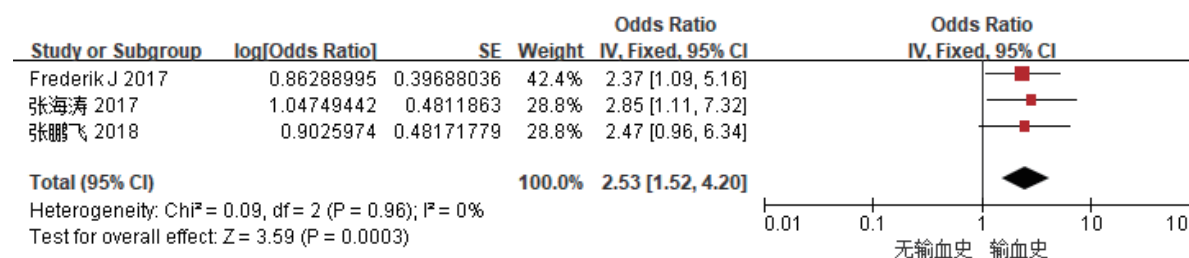 Odds Ratio Odds Ratio
Study or Subgroup log[Odds Ratio] SE Weight IV, Fixed, 95% CI IV, Fixed, 95% CI
Frederik J 2017 0.86288995 0.39688036 42.4% 2.37 [1.09, 5.16]
张海涛 2017 1.04749442 0.4811863 28.8% 2.85 [1.11, 7.32]
张鹏飞 2018 0.9025974 0.48171779 28.8% 2.47 [0.96, 6.34]
Total (95% CI) 100.0% 2.53 [1.52, 4.20]
Heterogeneity: Chi² = 0.09, df = 2 (P = 0.96); I² = 0%
Test for overall effect: Z = 3.59 (P = 0.0003)
0.01 0.1 1 10 10
无输血史 输血史